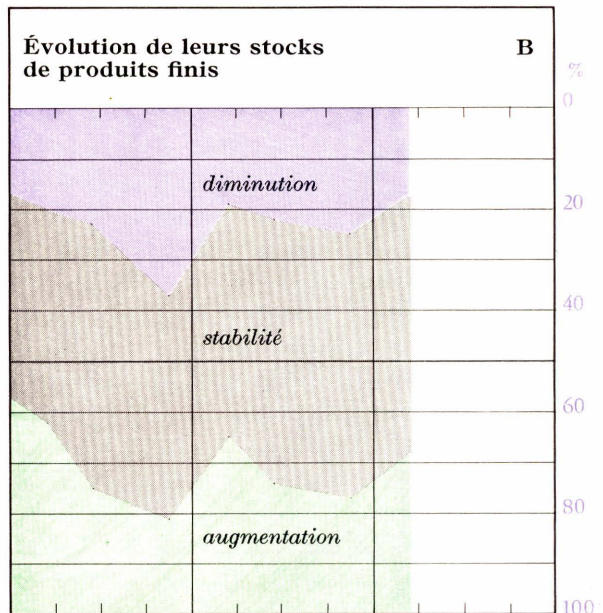 Évolution de leurs stocks B
de produits finis
%
0
diminution
20
40
stabilité
60
80
augmentation
100